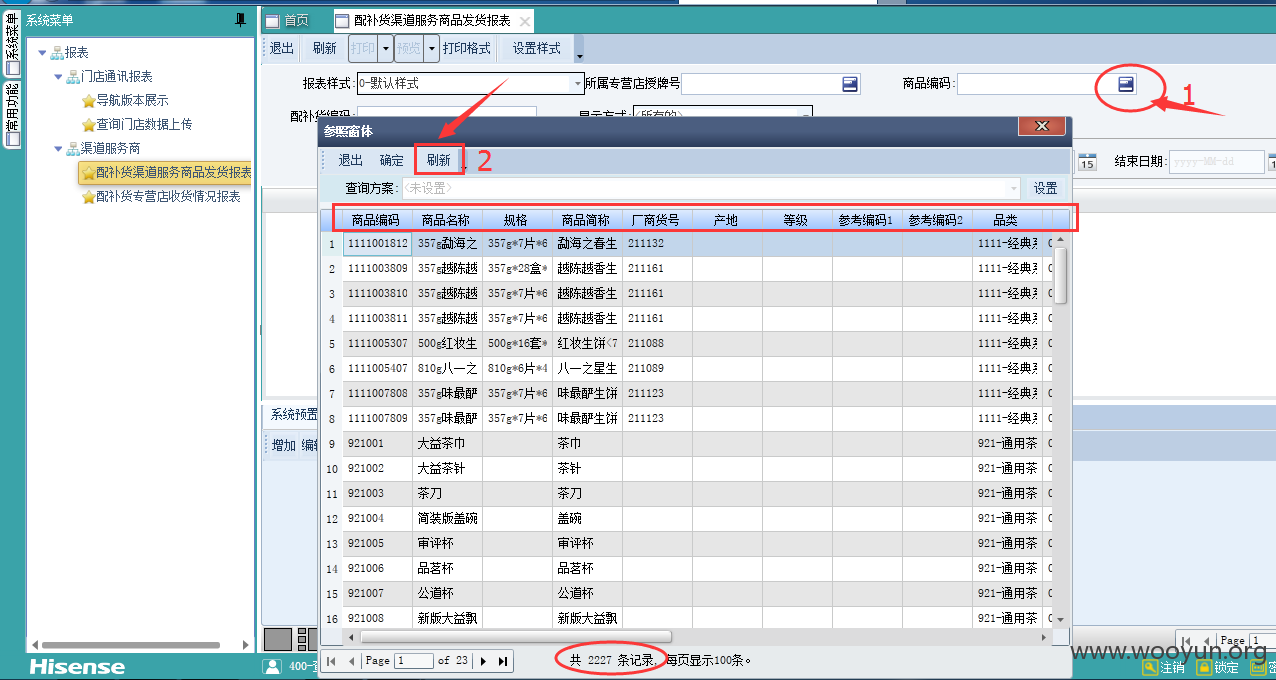 系统菜单
常用功能
系统菜单
报表
门店通讯报表
导航版本展示
查询门店数据上传
渠道服务商
配补货渠道服务商品发货报表
配补货专营店收货情况报表
首页
配补货渠道服务商品发货报表
退出 刷新 打印 预览 打印格式 设置样式
报表样式: 0-默认样式 所属专营店授牌号 商品编码: 1
配补货编码: 显示方式: <所有的>
15 结束日期: yyyy-MM-dd
系统预置
增加 编辑
参照窗体
退出 确定 刷新 2
查询方案: <未设置> 设置
商品编码 商品名称 规格 商品简称 厂商货号 产地 等级 参考编码1 参考编码2 品类
1 1111001812 357g勐海之 357g*7片*6 勐海之春生 211132 1111-经典系
2 1111003809 357g越陈越 357g*28盒* 越陈越香生 211161 1111-经典系
3 1111003810 357g越陈越 357g*7片*6 越陈越香生 211161 1111-经典系
4 1111003811 357g越陈越 357g*7片*6 越陈越香生 211161 1111-经典系
5 1111005307 500g红妆生 500g*16套* 红妆生饼<7 211088 1111-经典系
6 1111005407 810g八一之 810g*6片*4 八一之星生 211089 1111-经典系
7 1111007808 357g味最酽 357g*7片*6 味最酽生饼 211123 1111-经典系
8 1111007809 357g味最酽 357g*7片*6 味最酽生饼 211123 1111-经典系
9 921001 大益茶巾 茶巾 921-通用茶
10 921002 大益茶针 茶针 921-通用茶
11 921003 茶刀 茶刀 921-通用茶
12 921004 简装版盖碗 盖碗 921-通用茶
13 921005 审评杯 审评杯 921-通用茶
14 921006 品茗杯 品茗杯 921-通用茶
15 921007 公道杯 公道杯 921-通用茶
16 921008 新版大益飘 新版大益飘 921-通用茶
Page 1 of 23 共 2227 条记录，每页显示100条。
Page 1
Hisense
400-
www.wooyun.org
注销 锁定